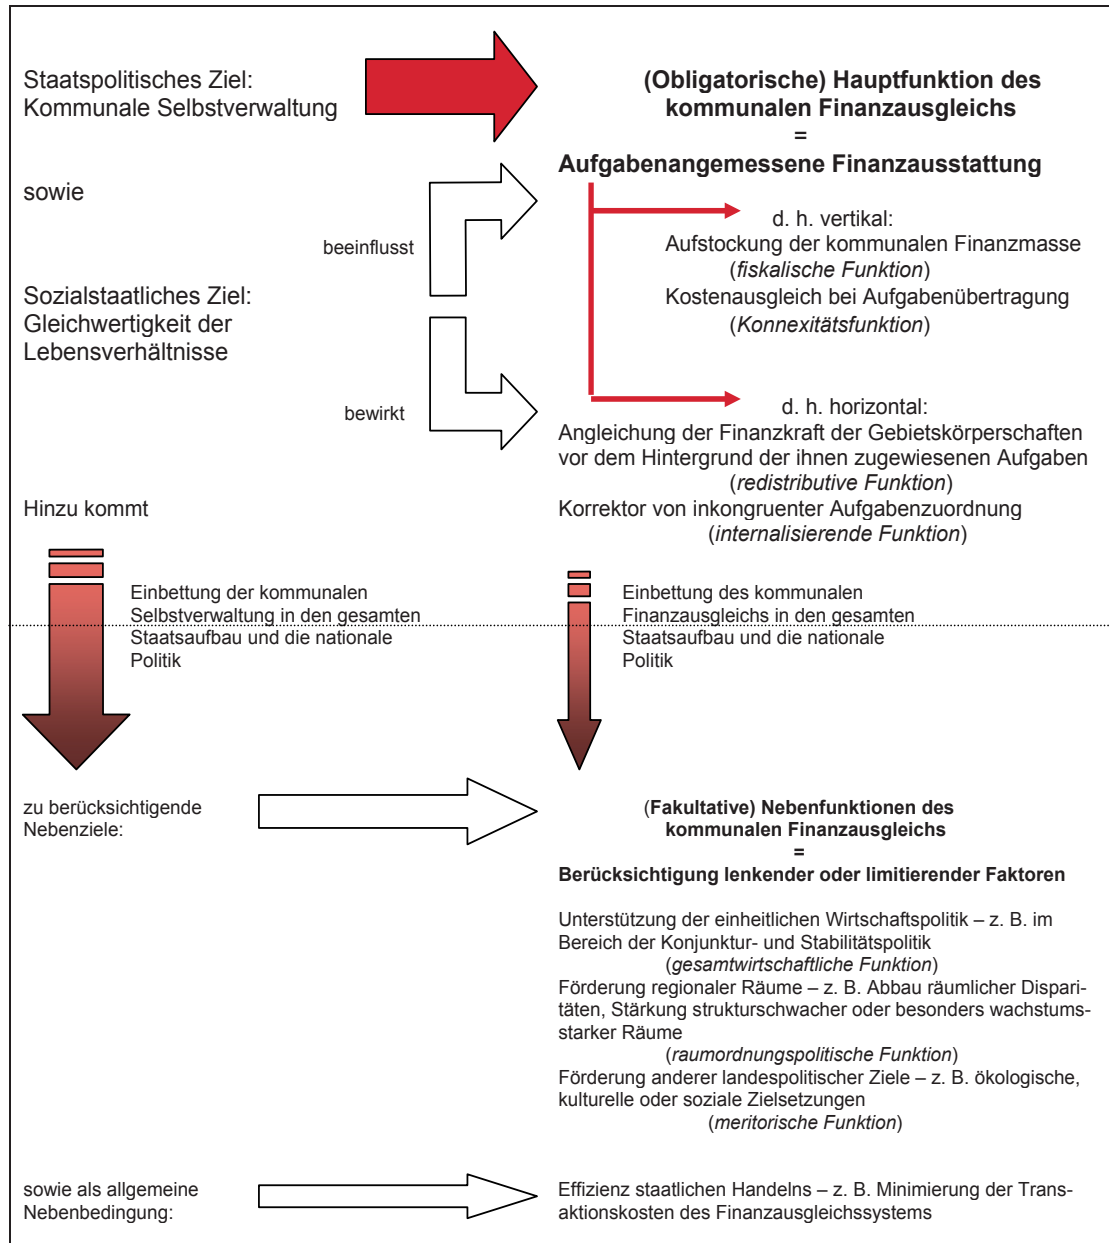 Staatspolitisches Ziel:
Kommunale Selbstverwaltung
(Obligatorische) Hauptfunktion des
kommunalen Finanzausgleichs
=
Aufgabenangemessene Finanzausstattung
sowie
beeinflusst
d. h. vertikal:
Aufstockung der kommunalen Finanzmasse
(fiskalische Funktion)
Kostenausgleich bei Aufgabenübertragung
(Konnexitätsfunktion)
Sozialstaatliches Ziel:
Gleichwertigkeit der
Lebensverhältnisse
bewirkt
d. h. horizontal:
Angleichung der Finanzkraft der Gebietskörperschaften
vor dem Hintergrund der ihnen zugewiesenen Aufgaben
(redistributive Funktion)
Korrektor von inkongruenter Aufgabenzuordnung
(internalisierende Funktion)
Hinzu kommt
Einbettung der kommunalen
Selbstverwaltung in den gesamten
Staatsaufbau und die nationale
Politik
Einbettung des kommunalen
Finanzausgleichs in den gesamten
Staatsaufbau und die nationale
Politik
zu berücksichtigende
Nebenziele:
(Fakultative) Nebenfunktionen des
kommunalen Finanzausgleichs
=
Berücksichtigung lenkender oder limitierender Faktoren
Unterstützung der einheitlichen Wirtschaftspolitik – z. B. im
Bereich der Konjunktur- und Stabilitätspolitik
(gesamtwirtschaftliche Funktion)
Förderung regionaler Räume – z. B. Abbau räumlicher Dispari-
täten, Stärkung strukturschwacher oder besonders wachstums-
starker Räume
(raumordnungspolitische Funktion)
Förderung anderer landespolitischer Ziele – z. B. ökologische,
kulturelle oder soziale Zielsetzungen
(meritorische Funktion)
sowie als allgemeine
Nebenbedingung:
Effizienz staatlichen Handelns – z. B. Minimierung der Trans-
aktionskosten des Finanzausgleichssystems